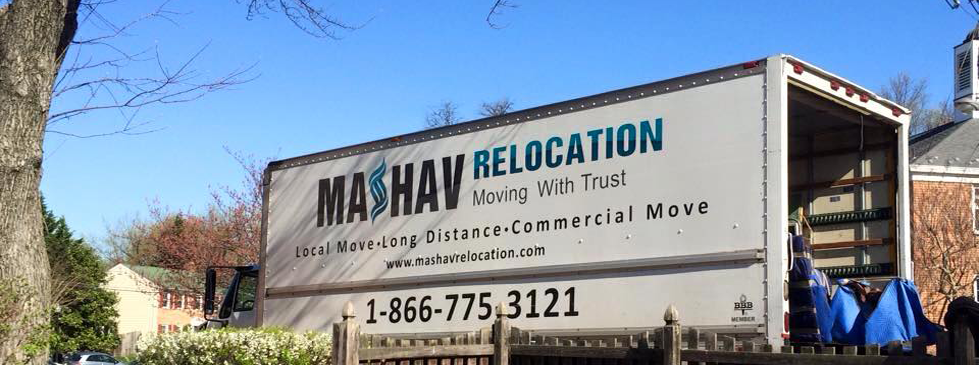 MASHAV RELOCATION
Moving With Trust
Local Move•Long Distance•Commercial Move
www.mashavrelocation.com
1-866-775-3121
BBB
MEMBER